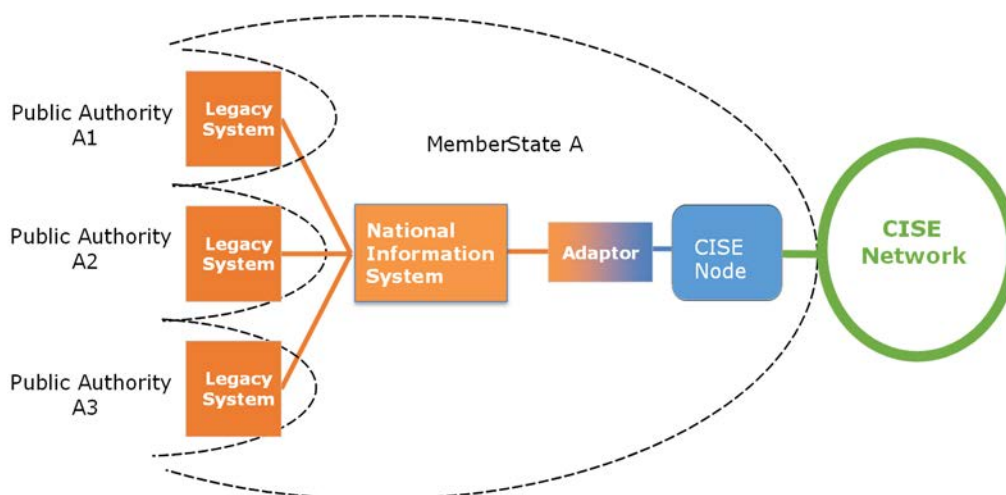 Public Authority
A1
Legacy
System
MemberState A
Public Authority
A2
Legacy
System
National
Information
System
Adaptor
CISE
Node
CISE
Network
Public Authority
A3
Legacy
System